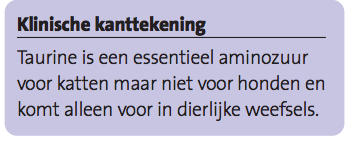 Klinische kanttekening
Taurine is een essentieel aminozuur
voor katten maar niet voor honden en
komt alleen voor in dierlijke weefsels.